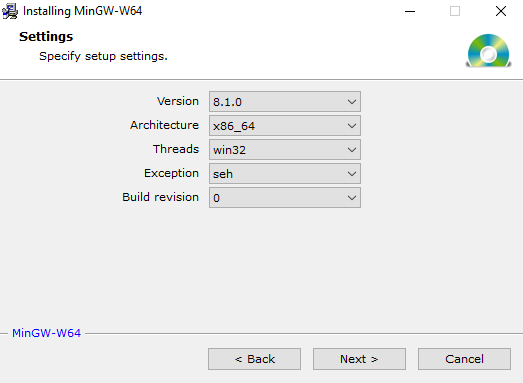 Installing MinGW-W64
Settings
Specify setup settings.
Version 8.1.0
Architecture x86_64
Threads win32
Exception seh
Build revision 0
MinGW-W64
< Back Next > Cancel